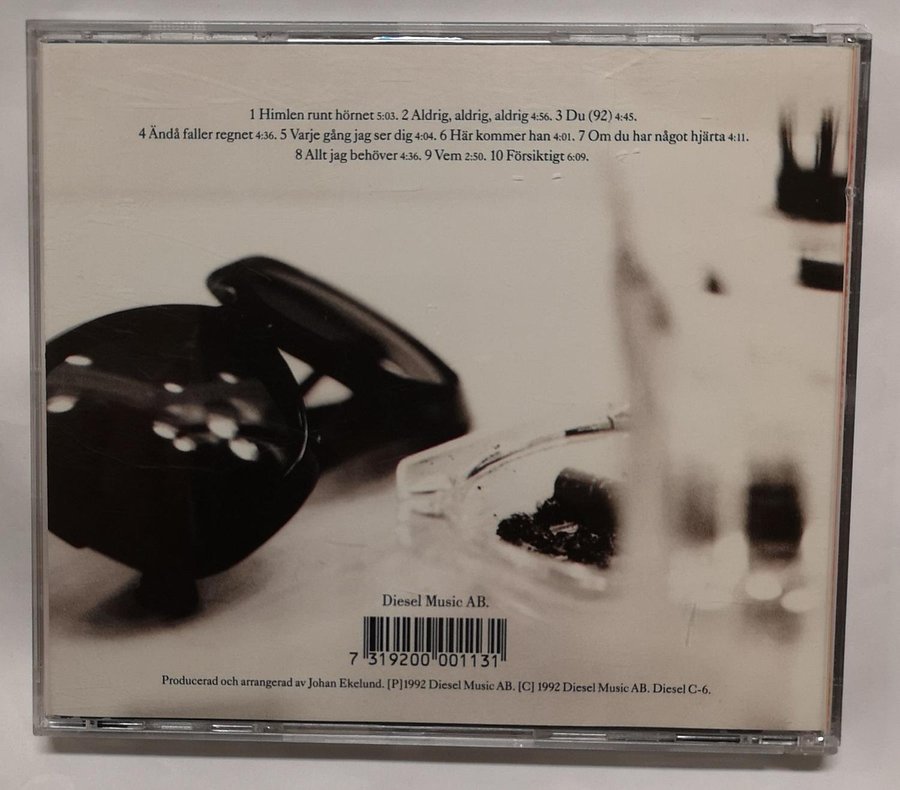 1 Himlen runt hörnet 5:03. 2 Aldrig, aldrig, aldrig 4:56. 3 Du (92) 4:45.
4 Ändå faller regnet 4:36. 5 Varje gång jag ser dig 4:04. 6 Här kommer han 4:01. 7 Om du har något hjärta 4:11.
8 Allt jag behöver 4:36. 9 Vem 2:50. 10 Försiktigt 6:09.
Diesel Music AB.
7 319200 001131
Producerad och arrangerad av Johan Ekelund. [P]1992 Diesel Music AB. [C] 1992 Diesel Music AB. Diesel C-6.